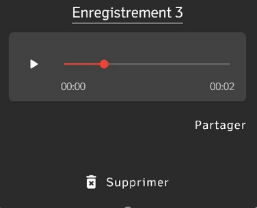 Enregistrement 3
00:00 00:02
Partager
Supprimer